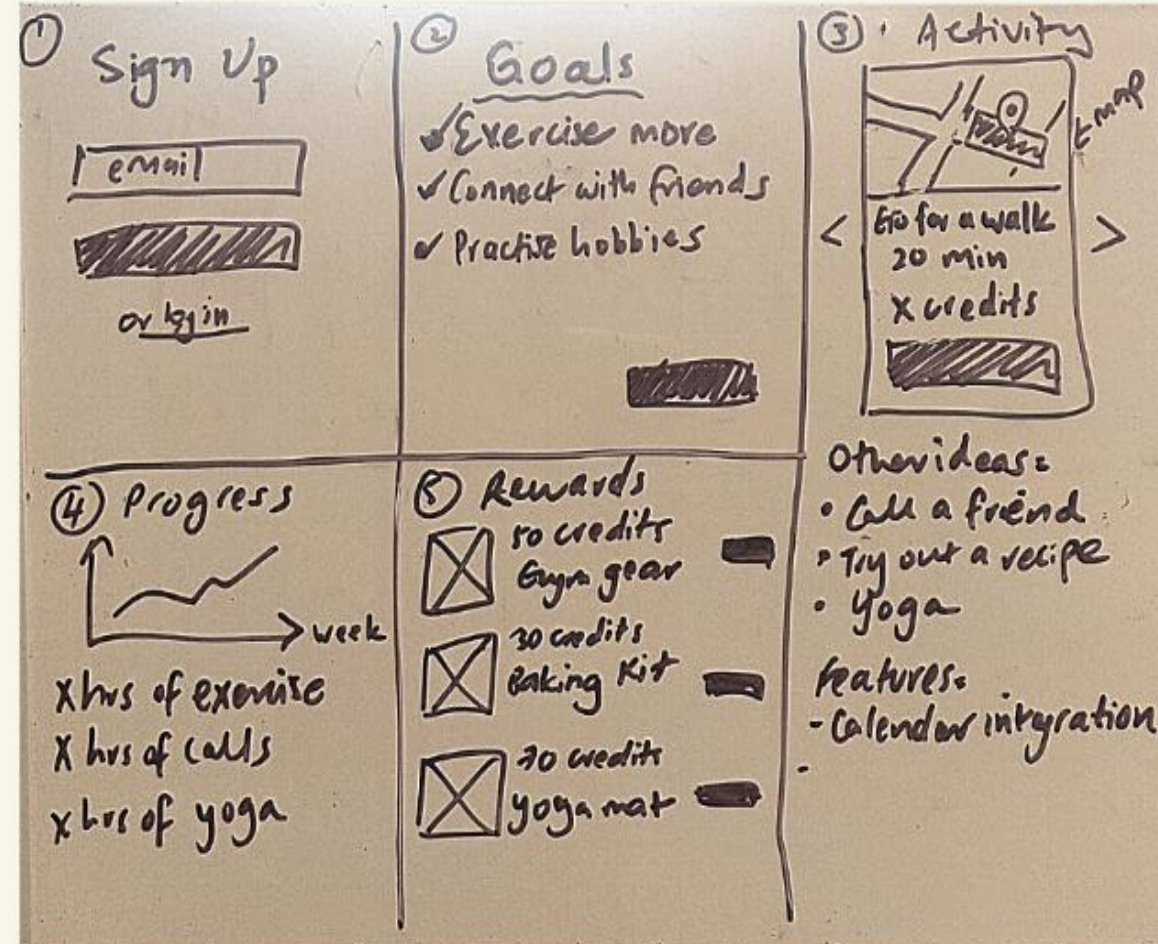 ①
Sign Up
email
or log in
②
Goals
✓ Exercise more
✓ Connect with friends
✓ Practise hobbies
③ • Activity
map
<
>
Go for a walk
20 min
X credits
Other ideas:
• Call a friend
• Try out a recipe
• Yoga
Features:
- Calendar integration
-
④ Progress
week
X hrs of exercise
X hrs of calls
X hrs of yoga
⑤ Rewards
50 credits
Gym gear
30 credits
Baking Kit
70 credits
Yoga mat